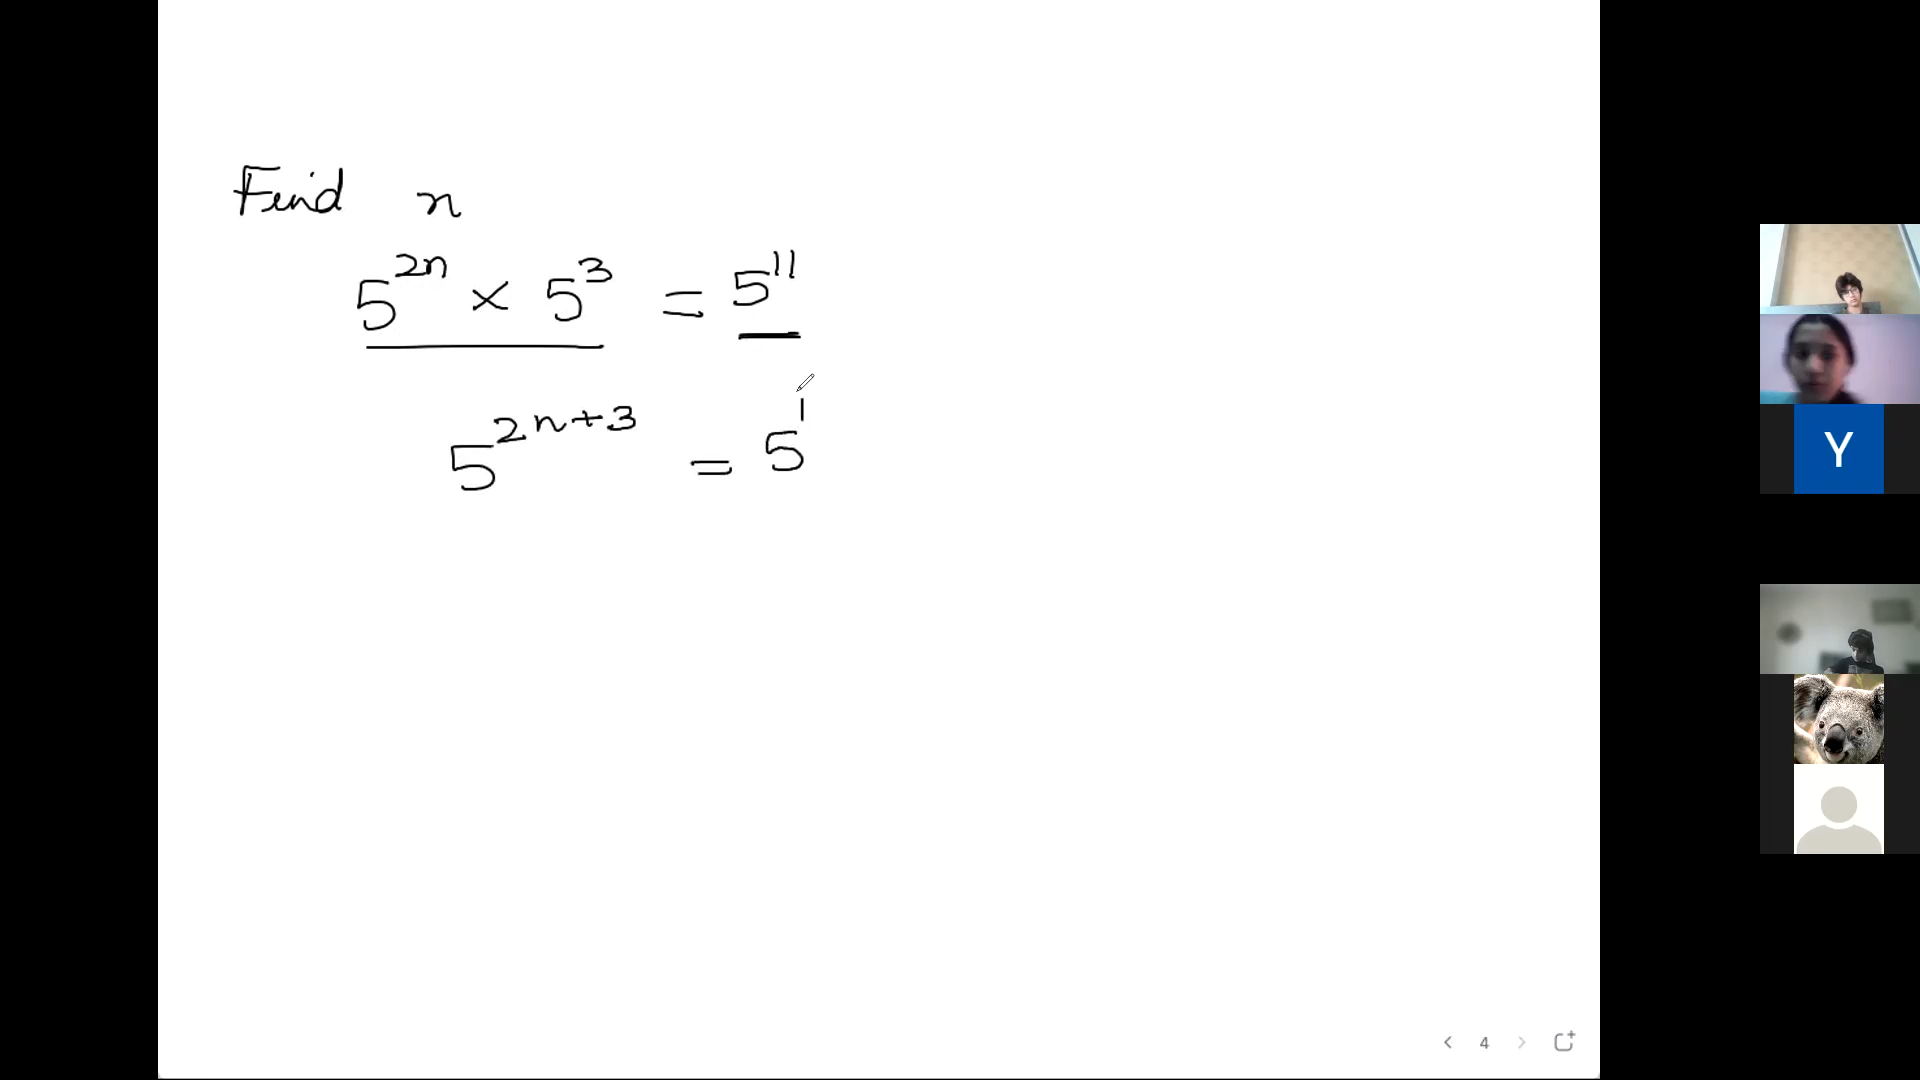 Find n
5^{2n} × 5^3 = 5^{11}
5^{2n+3} = 5^1
Y
4